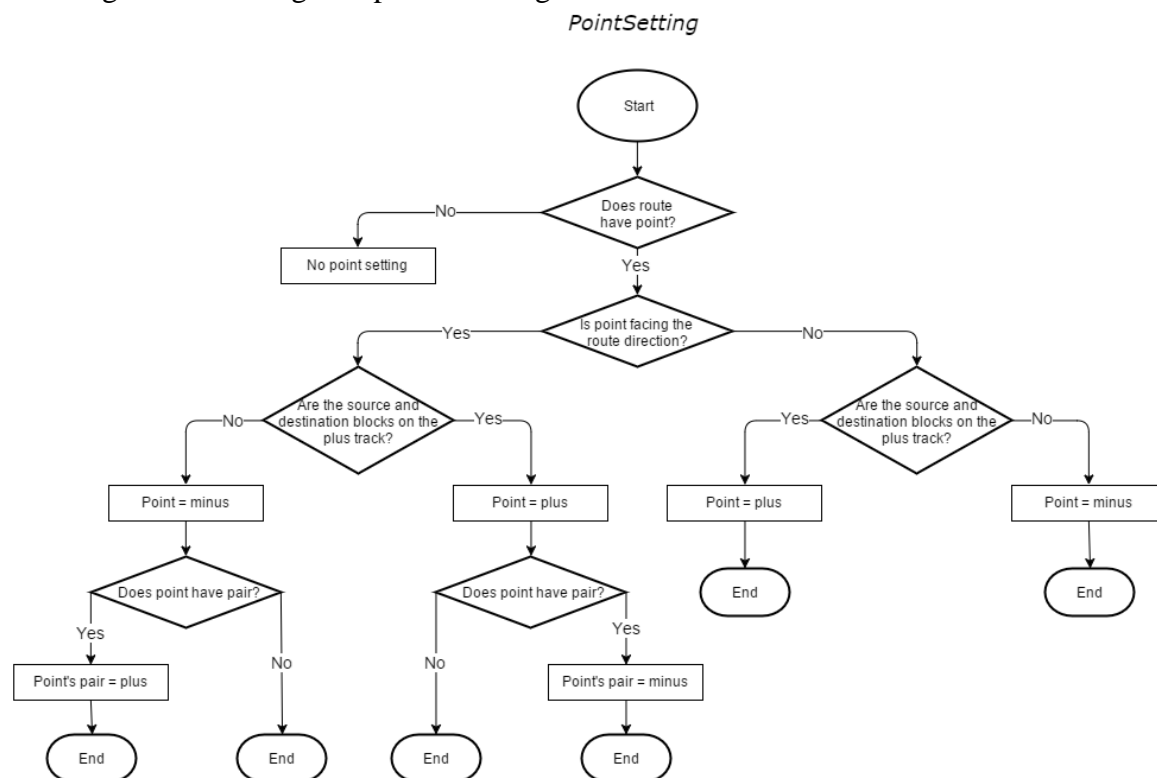 PointSetting
Start
Does route
have point?
No
No point setting
Yes
Is point facing the
route direction?
Yes
No
Are the source and
destination blocks on the
plus track?
No
Yes
Are the source and
destination blocks on the
plus track?
Yes
No
Point = minus
Point = plus
Point = plus
Point = minus
Does point have pair?
Does point have pair?
End
End
Yes
No
No
Yes
Point's pair = plus
Point's pair = minus
End
End
End
End